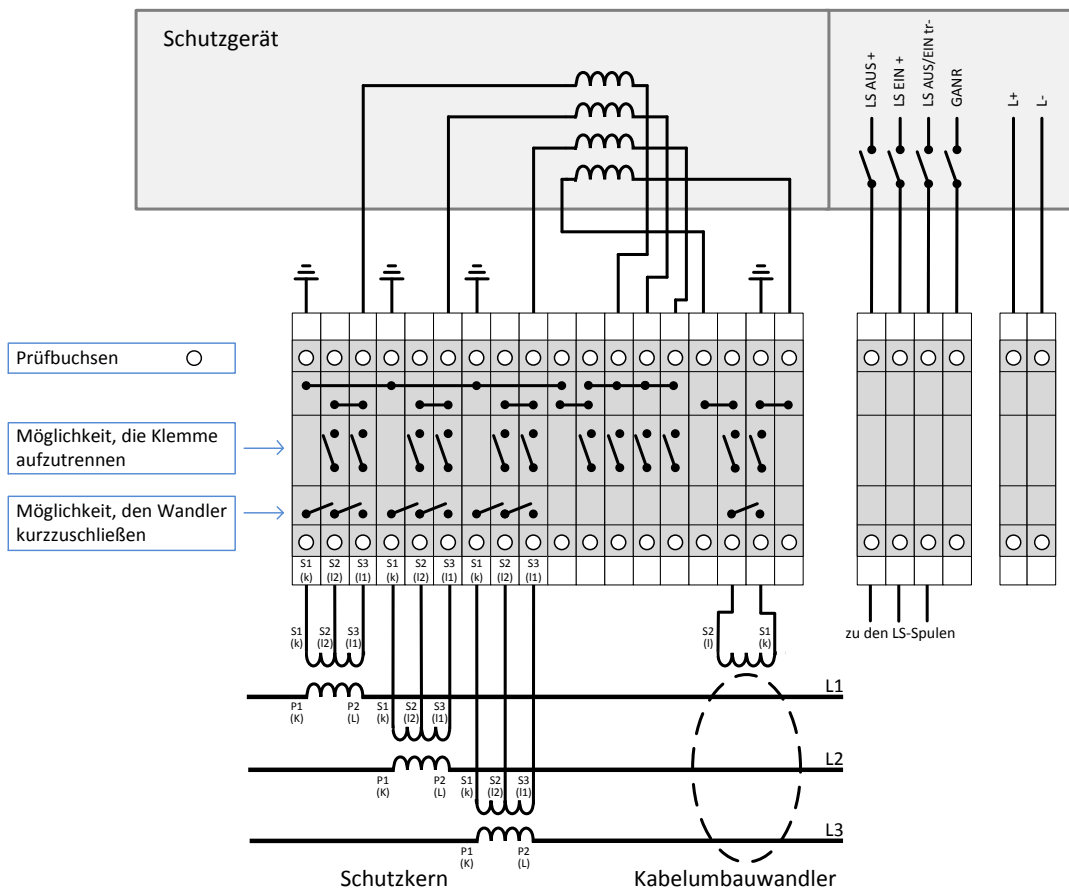 Schutzgerät
LS AUS +
LS EIN +
LS AUS/EIN tr-
GANR
L+
L-
Prüfbuchsen
Möglichkeit, die Klemme
aufzutrennen
Möglichkeit, den Wandler
kurzzuschließen
S1 S2 S3 S1 S2 S3 S1 S2 S3
(k) (l2) (l1) (k) (l2) (l1) (k) (l2) (l1)
S1 S2 S3
(k) (l2) (l1)
S2 S1
(l) (k)
zu den LS-Spulen
L1
P1 P2
(K) (L)
S1 S2 S3
(k) (l2) (l1)
L2
P1 P2
(K) (L)
S1 S2 S3
(k) (l2) (l1)
L3
P1 P2
(K) (L)
Schutzkern
Kabelumbauwandler